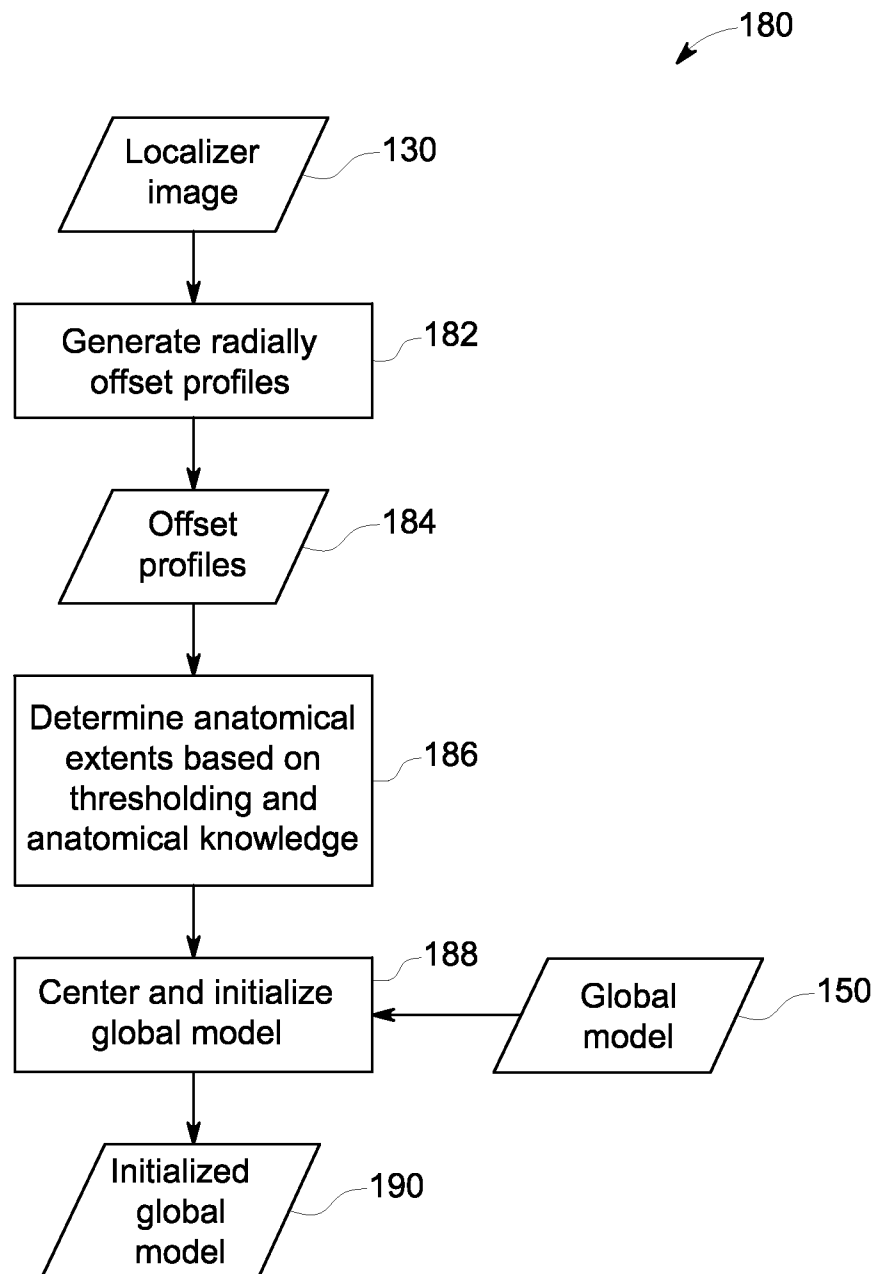 180
Localizer
image
130
Generate radially
offset profiles
182
Offset
profiles
184
Determine anatomical
extents based on
thresholding and
anatomical knowledge
186
Center and initialize
global model
188
Global
model
150
Initialized
global
model
190